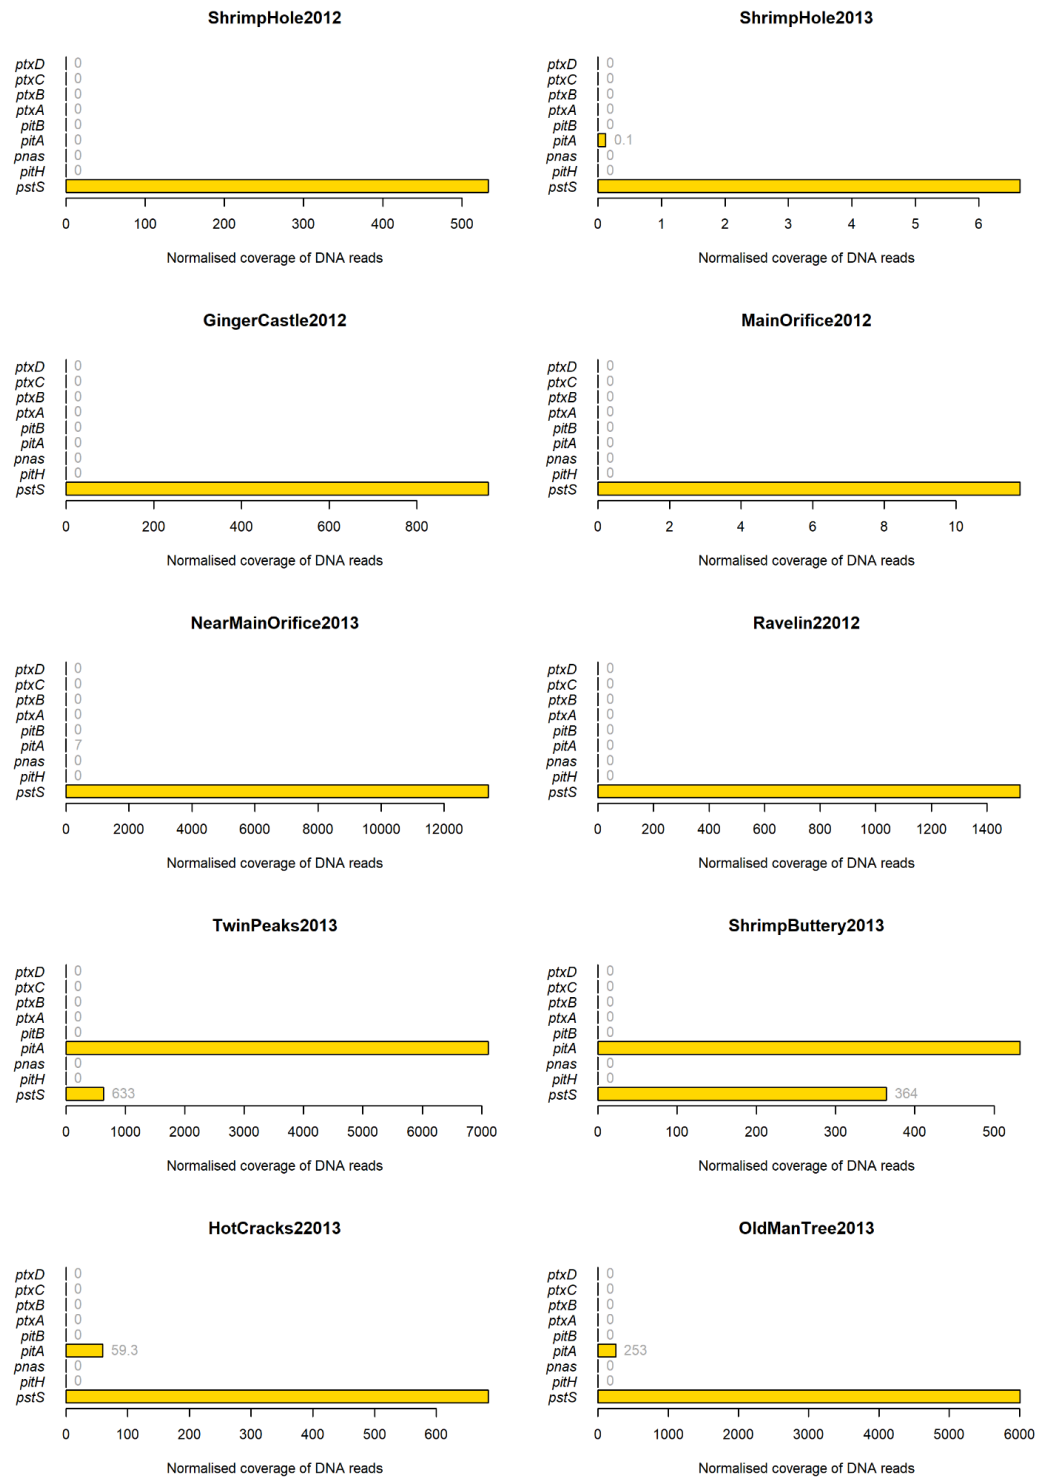 ShrimpHole2012
ptxD 0
ptxC 0
ptxB 0
ptxA 0
pitB 0
pitA 0
pnas 0
pitH 0
pstS
0 100 200 300 400 500
Normalised coverage of DNA reads
ShrimpHole2013
ptxD 0
ptxC 0
ptxB 0
ptxA 0
pitB 0
pitA 0.1
pnas 0
pitH 0
pstS
0 1 2 3 4 5 6
Normalised coverage of DNA reads
GingerCastle2012
ptxD 0
ptxC 0
ptxB 0
ptxA 0
pitB 0
pitA 0
pnas 0
pitH 0
pstS
0 200 400 600 800
Normalised coverage of DNA reads
MainOrifice2012
ptxD 0
ptxC 0
ptxB 0
ptxA 0
pitB 0
pitA 0
pnas 0
pitH 0
pstS
0 2 4 6 8 10
Normalised coverage of DNA reads
NearMainOrifice2013
ptxD 0
ptxC 0
ptxB 0
ptxA 0
pitB 0
pitA 7
pnas 0
pitH 0
pstS
0 2000 4000 6000 8000 10000 12000
Normalised coverage of DNA reads
Ravelin22012
ptxD 0
ptxC 0
ptxB 0
ptxA 0
pitB 0
pitA 0
pnas 0
pitH 0
pstS
0 200 400 600 800 1000 1200 1400
Normalised coverage of DNA reads
TwinPeaks2013
ptxD 0
ptxC 0
ptxB 0
ptxA 0
pitB 0
pitA
pnas 0
pitH 0
pstS 633
0 1000 2000 3000 4000 5000 6000 7000
Normalised coverage of DNA reads
ShrimpButtery2013
ptxD 0
ptxC 0
ptxB 0
ptxA 0
pitB 0
pitA
pnas 0
pitH 0
pstS 364
0 100 200 300 400 500
Normalised coverage of DNA reads
HotCracks22013
ptxD 0
ptxC 0
ptxB 0
ptxA 0
pitB 0
pitA 59.3
pnas 0
pitH 0
pstS
0 100 200 300 400 500 600
Normalised coverage of DNA reads
OldManTree2013
ptxD 0
ptxC 0
ptxB 0
ptxA 0
pitB 0
pitA 253
pnas 0
pitH 0
pstS
0 1000 2000 3000 4000 5000 6000
Normalised coverage of DNA reads